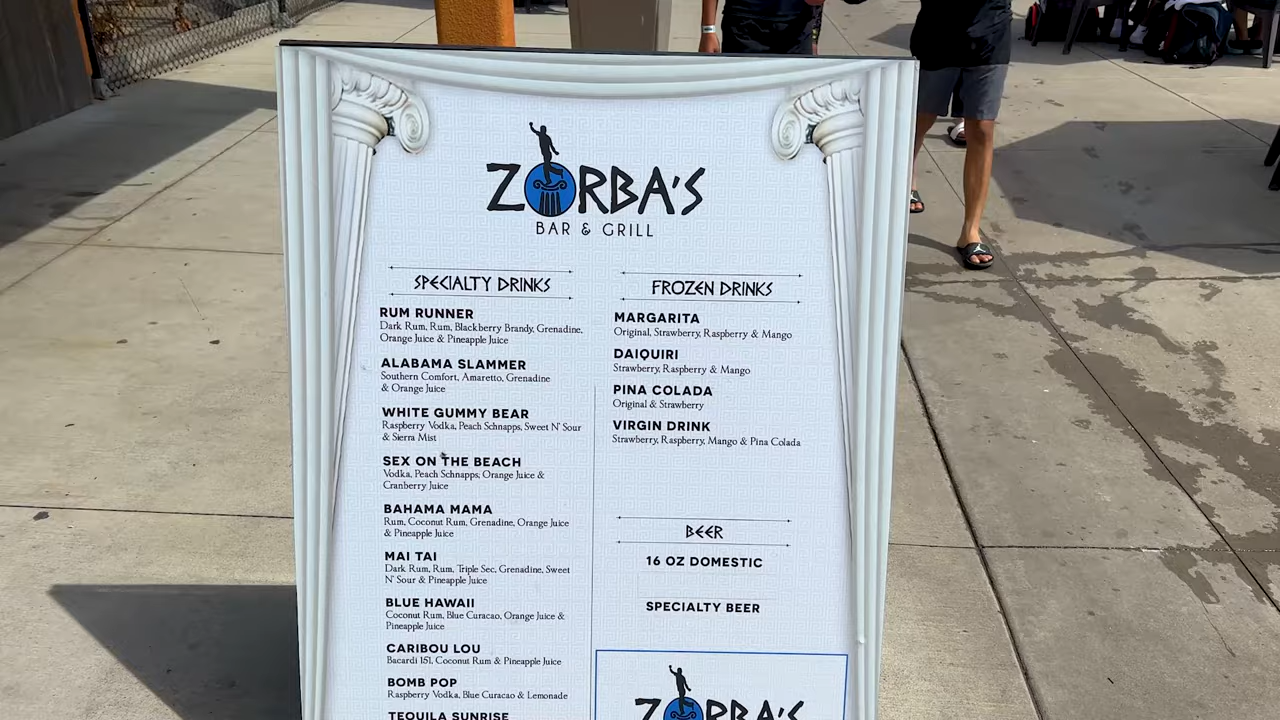 ZORBA'S
BAR & GRILL
SPECIALTY DRINKS
RUM RUNNER
Dark Rum, Rum, Blackberry Brandy, Grenadine,
Orange Juice & Pineapple Juice
ALABAMA SLAMMER
Southern Comfort, Amaretto, Grenadine
& Orange Juice
WHITE GUMMY BEAR
Raspberry Vodka, Peach Schnapps, Sweet N' Sour
& Sierra Mist
SEX ON THE BEACH
Vodka, Peach Schnapps, Orange Juice &
Cranberry Juice
BAHAMA MAMA
Rum, Coconut Rum, Grenadine, Orange Juice
& Pineapple Juice
MAI TAI
Dark Rum, Rum, Triple Sec, Grenadine, Sweet
N' Sour & Pineapple Juice
BLUE HAWAII
Coconut Rum, Blue Curacao, Orange Juice &
Pineapple Juice
CARIBOU LOU
Bacardi 151, Coconut Rum & Pineapple Juice
BOMB POP
Raspberry Vodka, Blue Curacao & Lemonade
TEQUILA SUNRISE
FROZEN DRINKS
MARGARITA
Original, Strawberry, Raspberry & Mango
DAIQUIRI
Strawberry, Raspberry & Mango
PINA COLADA
Original & Strawberry
VIRGIN DRINK
Strawberry, Raspberry, Mango & Pina Colada
BEER
16 OZ DOMESTIC
SPECIALTY BEER
ZORBA'S